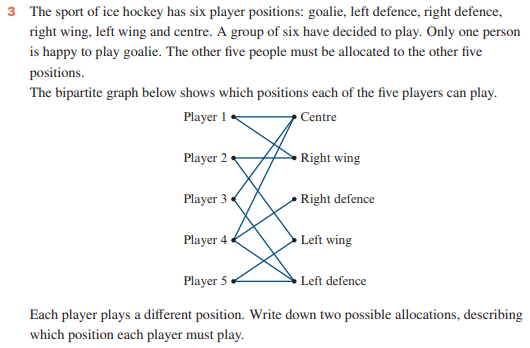 3 The sport of ice hockey has six player positions: goalie, left defence, right defence,
right wing, left wing and centre. A group of six have decided to play. Only one person
is happy to play goalie. The other five people must be allocated to the other five
positions.
The bipartite graph below shows which positions each of the five players can play.
Player 1 Centre
Player 2 Right wing
Player 3 Right defence
Player 4 Left wing
Player 5 Left defence
Each player plays a different position. Write down two possible allocations, describing
which position each player must play.